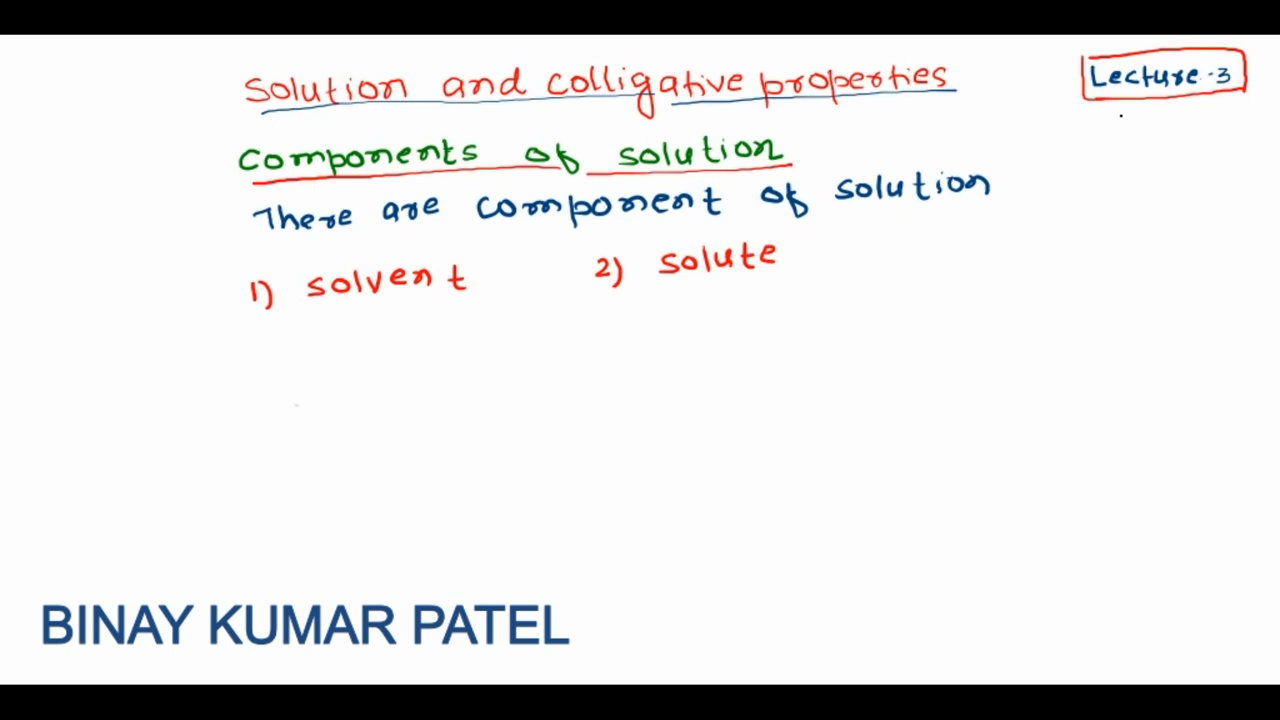 Solution and colligative properties
Lecture-3
Components of solution
There are component of solution
1) solvent 2) solute
BINAY KUMAR PATEL